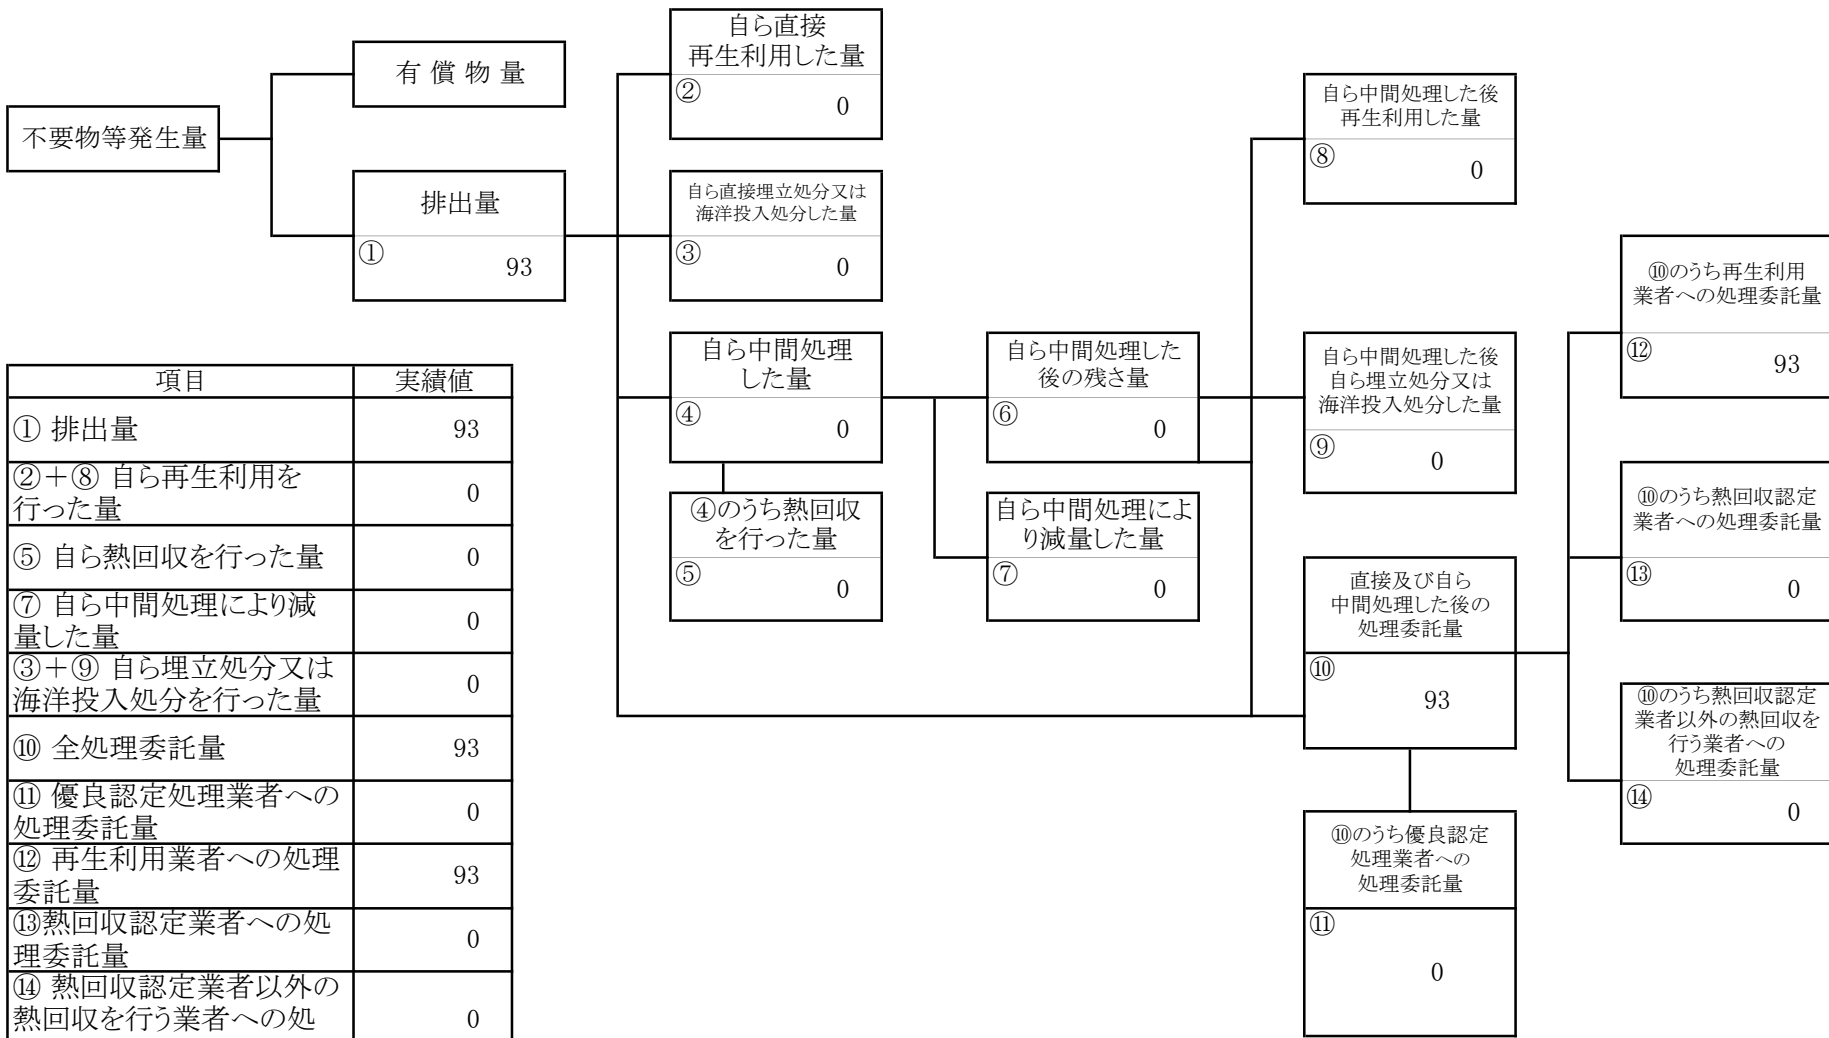 不要物等発生量
有 償 物 量
排出量
①
93
自ら直接
再生利用した量
②
0
自ら直接埋立処分又は
海洋投入処分した量
③
0
自ら中間処理
した量
④
0
④のうち熱回収
を行った量
⑤
0
自ら中間処理した
後の残さ量
⑥
0
自ら中間処理によ
り減量した量
⑦
0
自ら中間処理した後
再生利用した量
⑧
0
自ら中間処理した後
自ら埋立処分又は
海洋投入処分した量
⑨
0
直接及び自ら
中間処理した後の
処理委託量
⑩
93
⑩のうち優良認定
処理業者への
処理委託量
⑪
0
⑩のうち再生利用
業者への処理委託量
⑫
93
⑩のうち熱回収認定
業者への処理委託量
⑬
0
⑩のうち熱回収認定
業者以外の熱回収を
行う業者への
処理委託量
⑭
0
項目 実績値
① 排出量 93
②＋⑧ 自ら再生利用を
行った量 0
⑤ 自ら熱回収を行った量 0
⑦ 自ら中間処理により減
量した量 0
③＋⑨ 自ら埋立処分又は
海洋投入処分を行った量 0
⑩ 全処理委託量 93
⑪ 優良認定処理業者への
処理委託量 0
⑫ 再生利用業者への処理
委託量 93
⑬熱回収認定業者への処
理委託量 0
⑭ 熱回収認定業者以外の
熱回収を行う業者への処 0